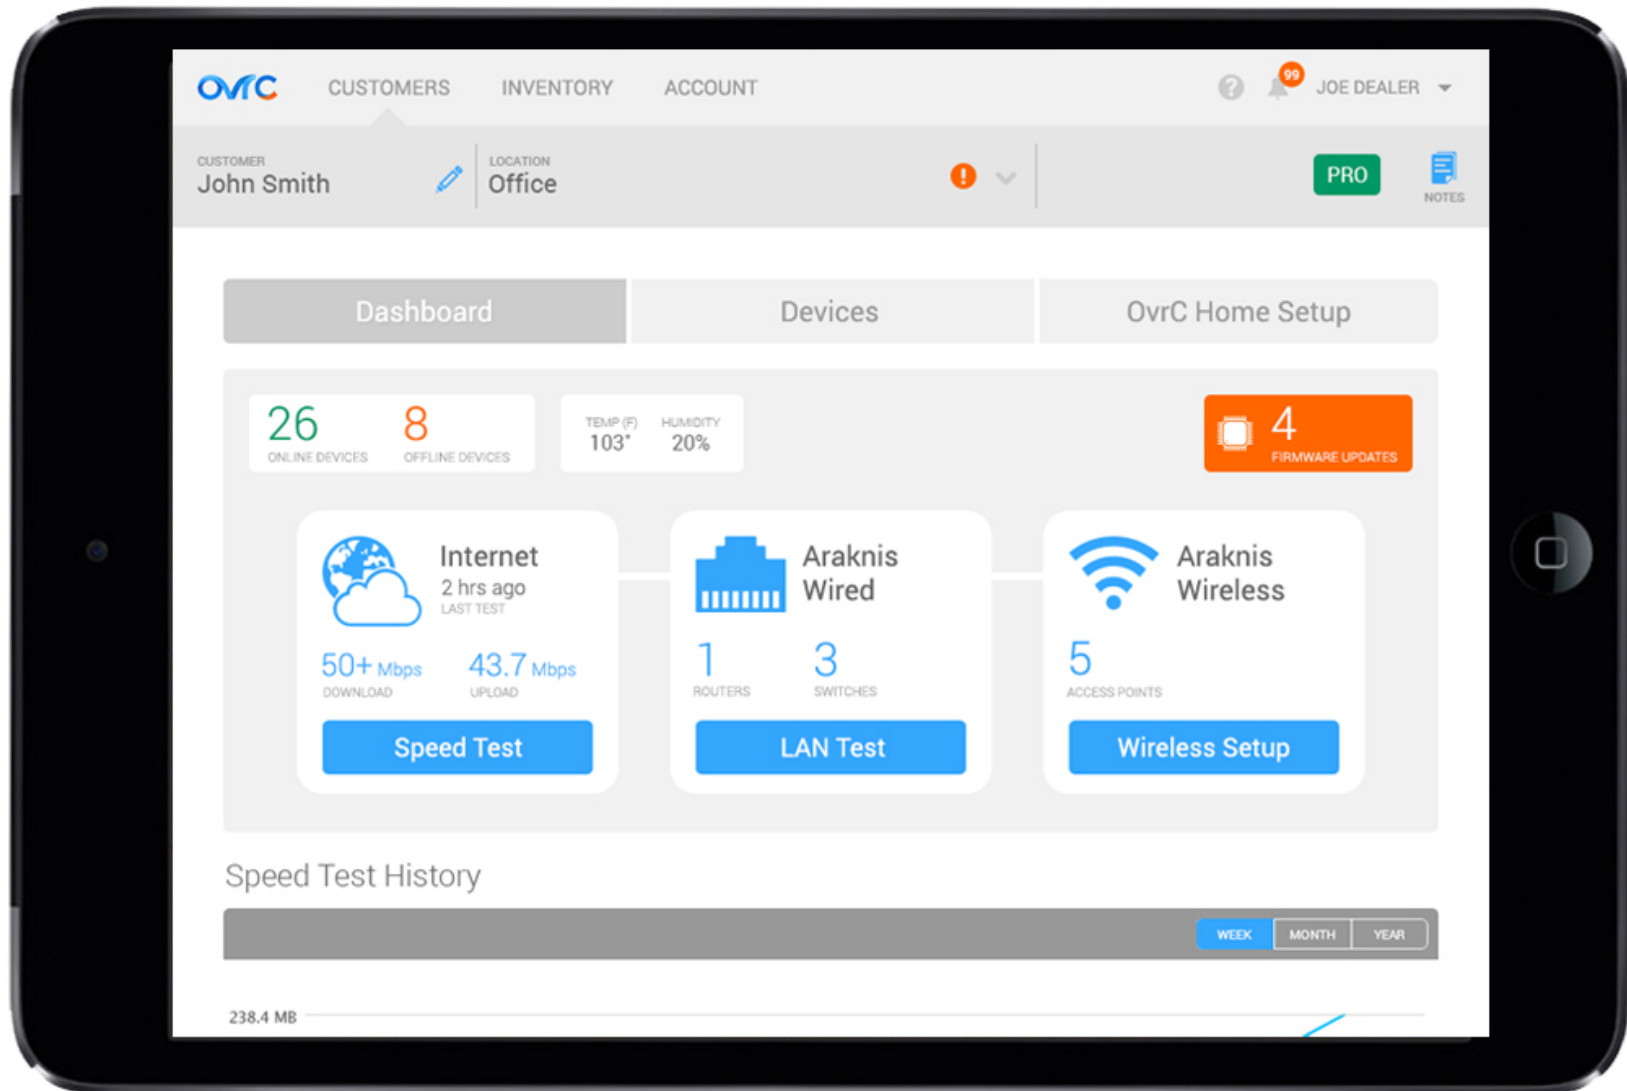 OvrC CUSTOMERS INVENTORY ACCOUNT 99 JOE DEALER
CUSTOMER
John Smith
LOCATION
Office
PRO
NOTES
Dashboard Devices OvrC Home Setup
26 8
ONLINE DEVICES OFFLINE DEVICES
TEMP (F) HUMIDITY
103° 20%
4
FIRMWARE UPDATES
Internet
2 hrs ago
LAST TEST
50+ Mbps 43.7 Mbps
DOWNLOAD UPLOAD
Speed Test
Araknis
Wired
1 3
ROUTERS SWITCHES
LAN Test
Araknis
Wireless
5
ACCESS POINTS
Wireless Setup
Speed Test History
WEEK MONTH YEAR
238.4 MB